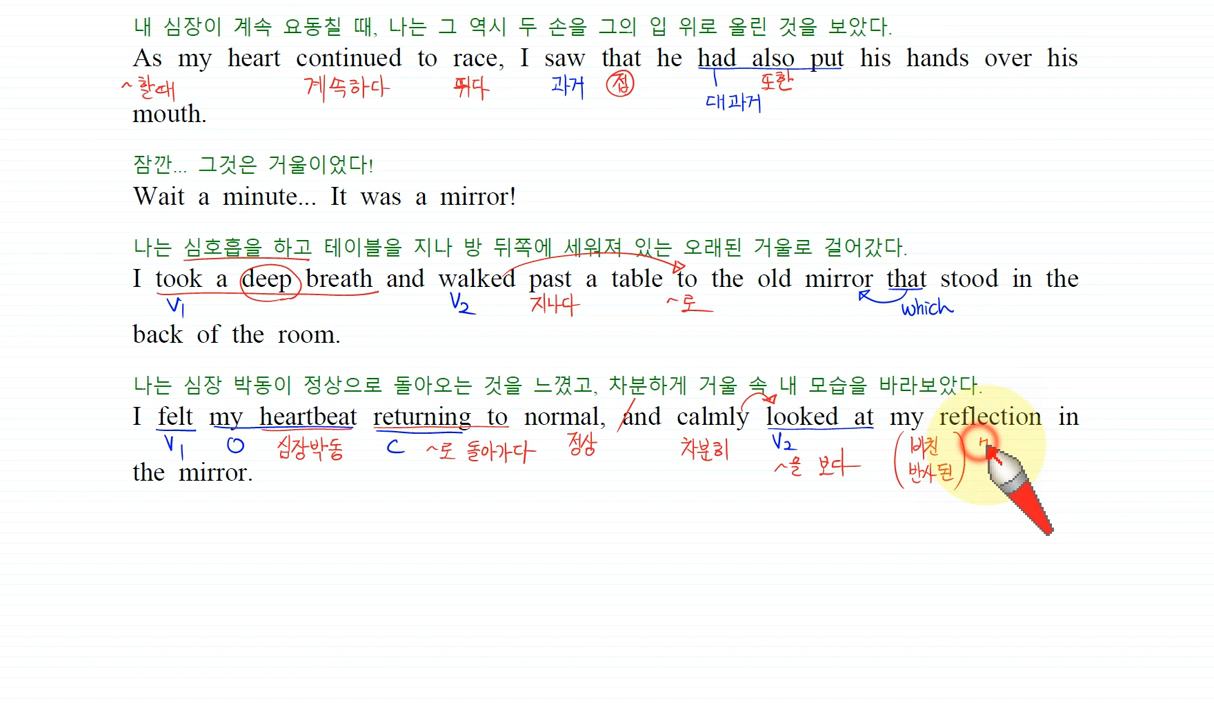 내 심장이 계속 요동칠 때, 나는 그 역시 두 손을 그의 입 위로 올린 것을 보았다.
As my heart continued to race, I saw that he had also put his hands over his
~할때 계속하다 뛰다 과거 접 또한
대과거
mouth.
잠깐... 그것은 거울이었다!
Wait a minute... It was a mirror!
나는 심호흡을 하고 테이블을 지나 방 뒤쪽에 세워져 있는 오래된 거울로 걸어갔다.
I took a deep breath and walked past a table to the old mirror that stood in the
V1 V2 지나다 ~로 which
back of the room.
나는 심장 박동이 정상으로 돌아오는 것을 느꼈고, 차분하게 거울 속 내 모습을 바라보았다.
I felt my heartbeat returning to normal, and calmly looked at my reflection in
V1 O 심장박동 C ~로 돌아가다 정상 차분히 V2 (비친
~을 보다 반사된)
the mirror.